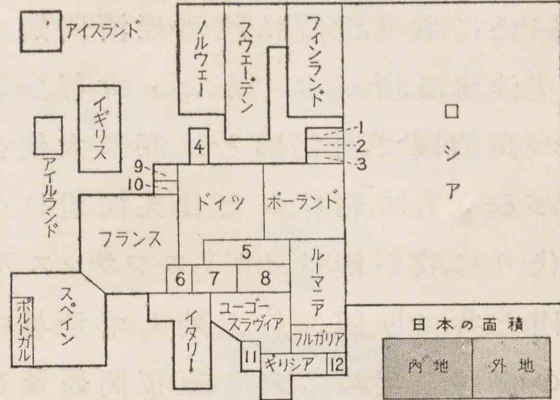 アイスランド
ノルウェー
スウェーデン
フィンランド
イギリス
アイルランド
ロシア
1
2
3
4
9
10
ドイツ
ポーランド
フランス
5
6
7
8
ルーマニア
スペイン
ポルトガル
イタリー
ユーゴー
スラヴィア
ブルガリア
11
ギリシア
12
日本の面積
内地
外地